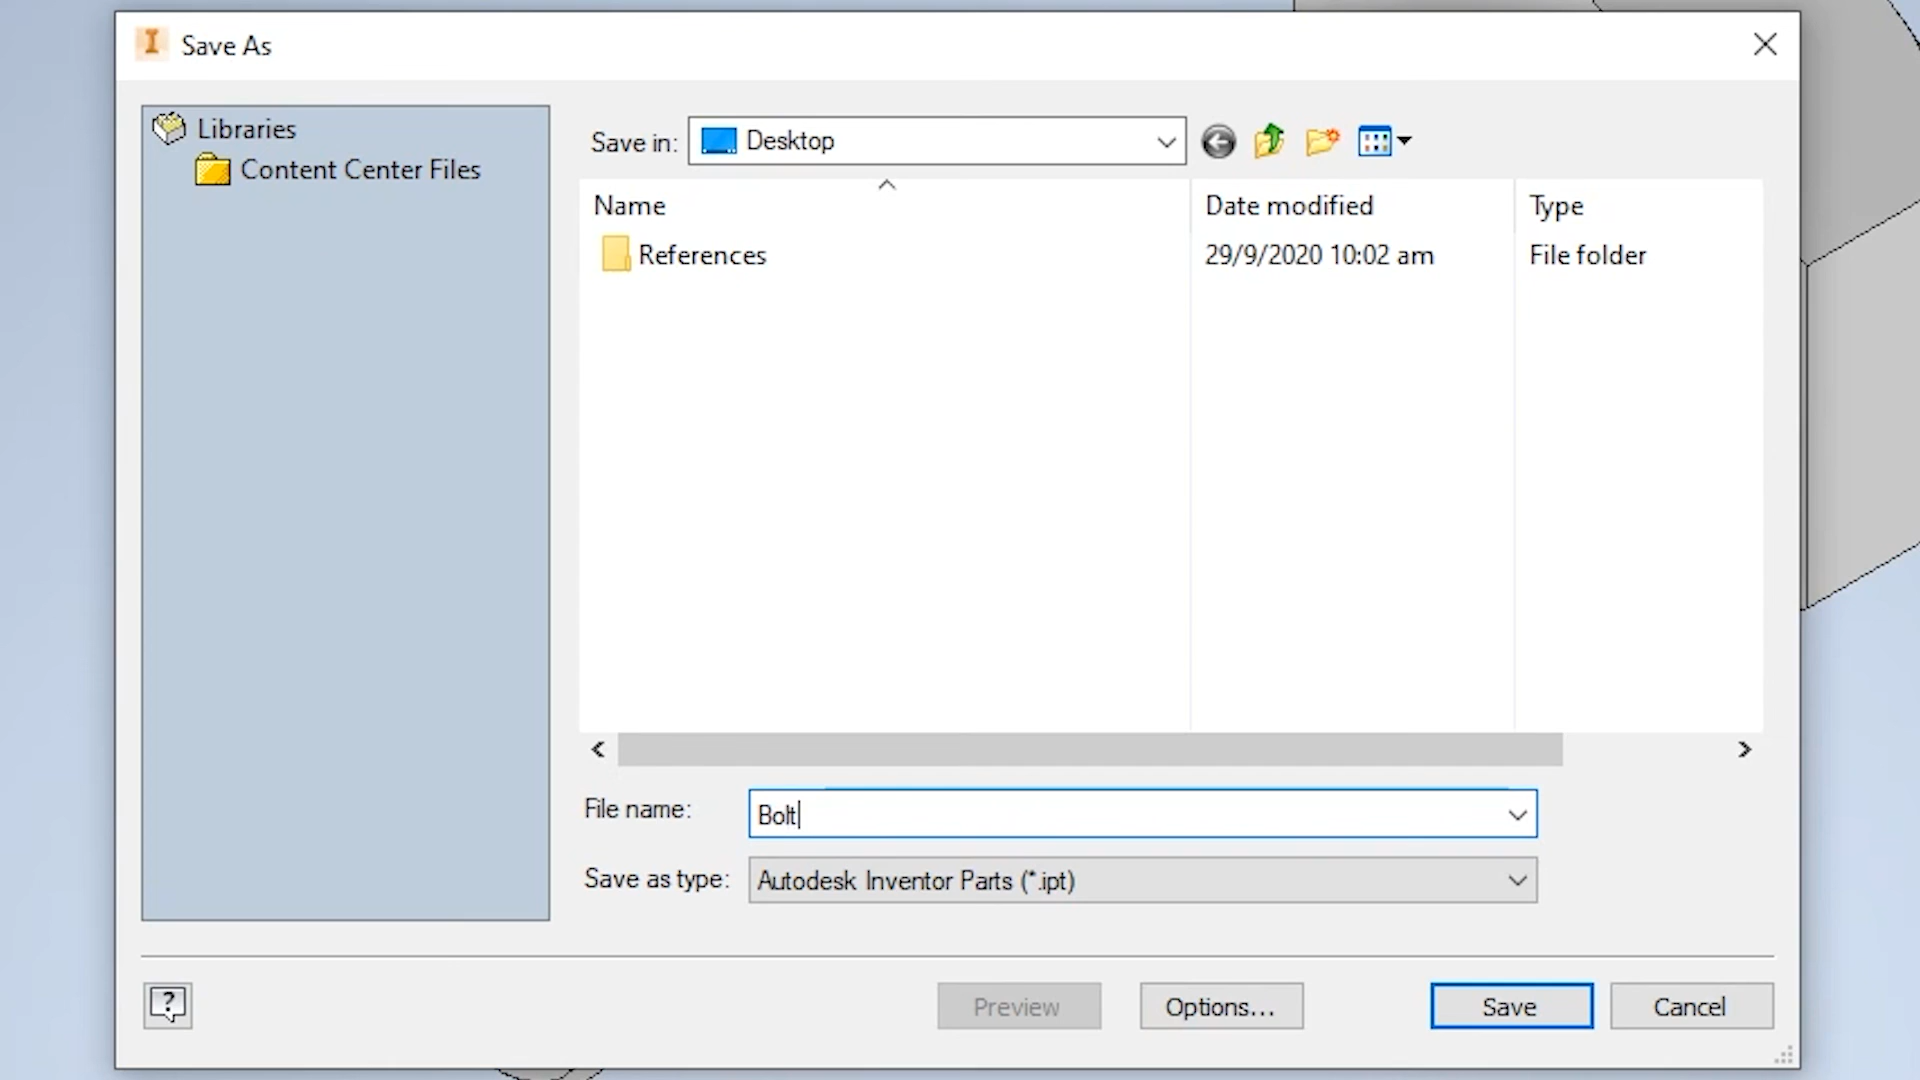 Save As
Libraries
Content Center Files
Save in: Desktop
Name Date modified Type
References 29/9/2020 10:02 am File folder
File name: Bolt
Save as type: Autodesk Inventor Parts (*.ipt)
Preview Options... Save Cancel